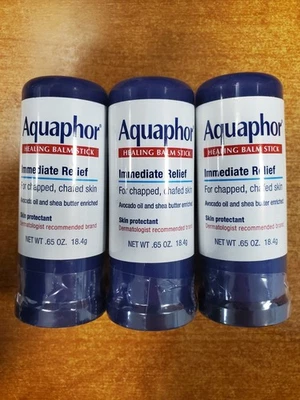 Aquaphor®
HEALING BALM STICK
Immediate Relief
For chapped, chafed skin
Avocado oil and shea butter enriched
Skin protectant
Dermatologist recommended brand
NET WT .65 OZ. 18.4g
Aquaphor®
HEALING BALM STICK
Immediate Relief
For chapped, chafed skin
Avocado oil and shea butter enriched
Skin protectant
Dermatologist recommended brand
NET WT .65 OZ. 18.4g
Aquaphor®
HEALING BALM STICK
Immediate Relief
For chapped, chafed skin
Avocado oil and shea butter enriched
Skin protectant
Dermatologist recommended brand
NET WT .65 OZ. 18.4g